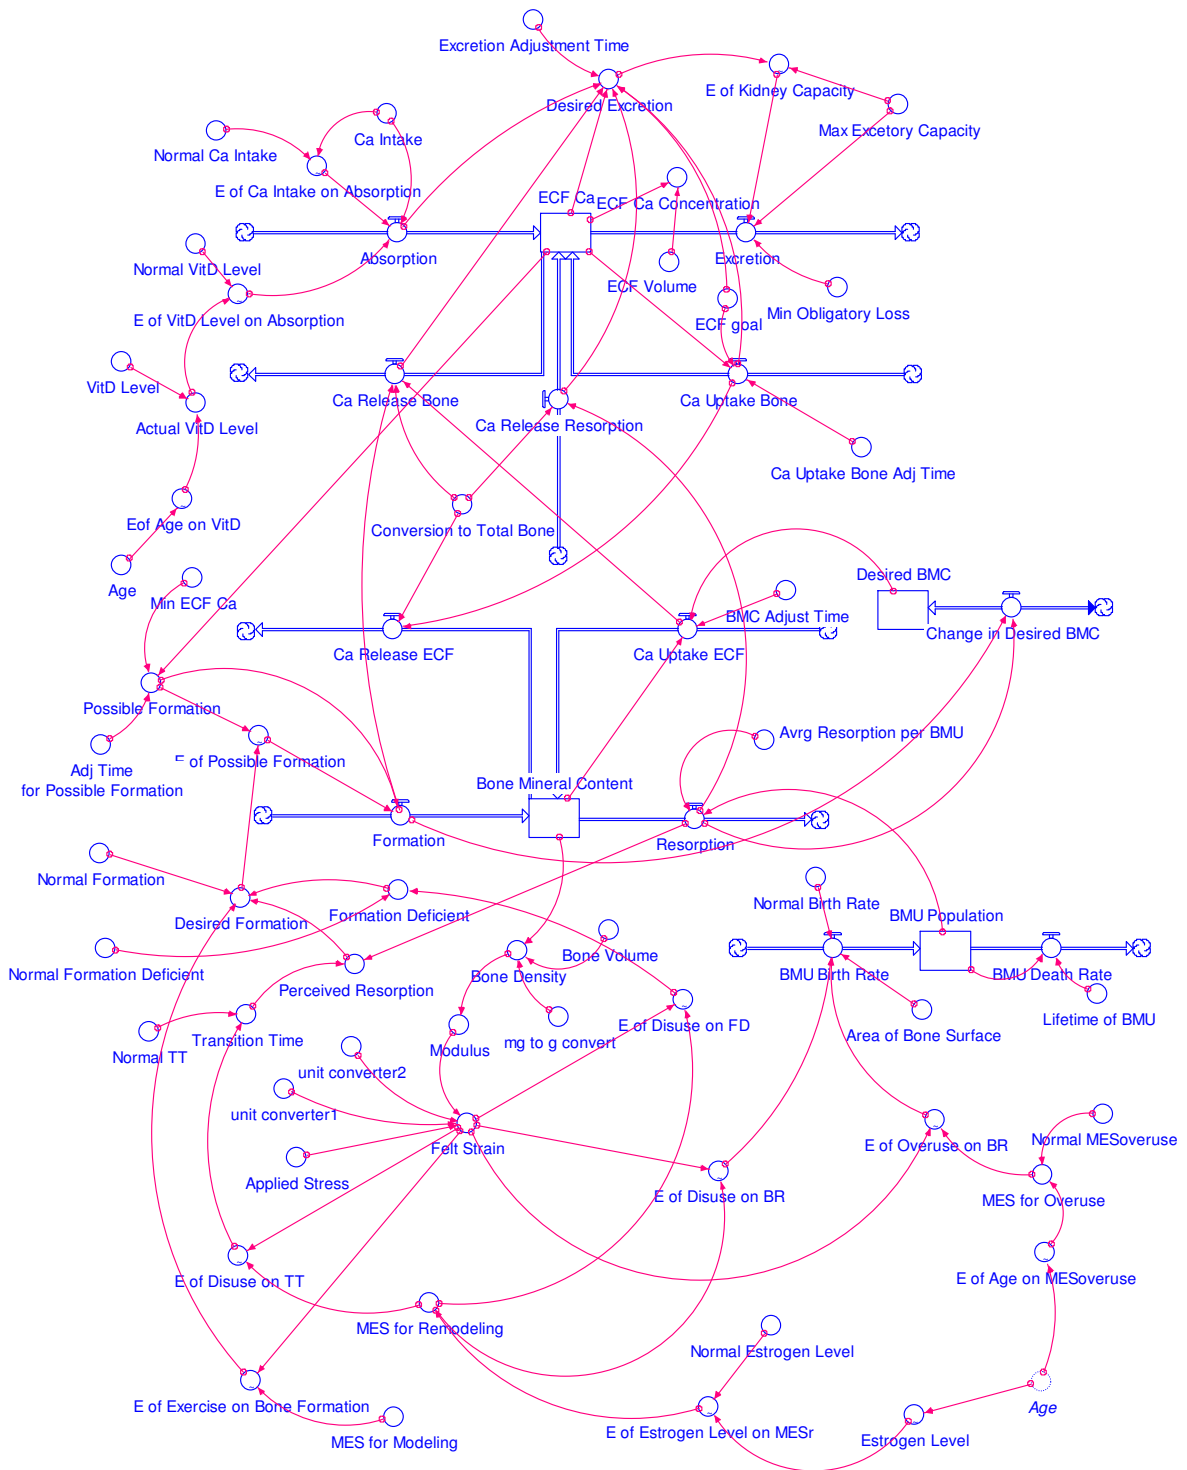 Excretion Adjustment Time
E of Kidney Capacity
Desired Excretion
Ca Intake
Max Excetory Capacity
Normal Ca Intake
E of Ca Intake on Absorption
ECF Ca
ECF Ca Concentration
Absorption
Excretion
Normal VitD Level
ECF Volume
Min Obligatory Loss
E of VitD Level on Absorption
ECF goal
VitD Level
Ca Release Bone
Ca Uptake Bone
Actual VitD Level
Ca Release Resorption
Ca Uptake Bone Adj Time
Eof Age on VitD
Conversion to Total Bone
Desired BMC
Age
Min ECF Ca
BMC Adjust Time
Change in Desired BMC
Ca Release ECF
Ca Uptake ECF
Possible Formation
Avrg Resorption per BMU
E of Possible Formation
Adj Time
for Possible Formation
Bone Mineral Content
Formation
Resorption
Normal Formation
Formation Deficient
Normal Birth Rate
Desired Formation
BMU Population
Bone Volume
Normal Formation Deficient
Bone Density
BMU Birth Rate
BMU Death Rate
Perceived Resorption
E of Disuse on FD
Lifetime of BMU
Transition Time
mg to g convert
Area of Bone Surface
Normal TT
Modulus
unit converter2
unit converter1
Normal MESoveruse
Felt Strain
E of Overuse on BR
Applied Stress
E of Disuse on BR
MES for Overuse
E of Disuse on TT
E of Age on MESoveruse
MES for Remodeling
Normal Estrogen Level
E of Exercise on Bone Formation
Age
E of Estrogen Level on MESr
MES for Modeling
Estrogen Level